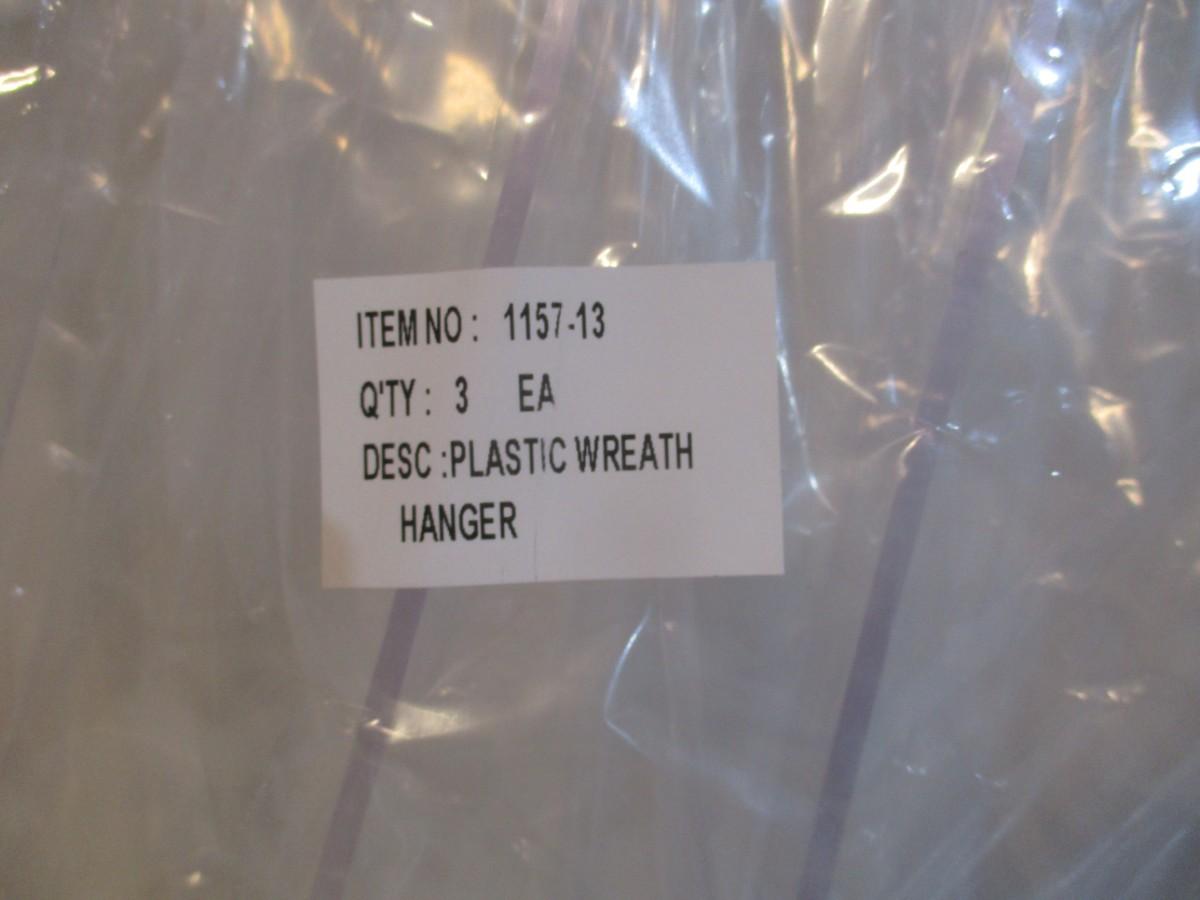 ITEM NO : 1157-13
Q'TY : 3 EA
DESC :PLASTIC WREATH
HANGER